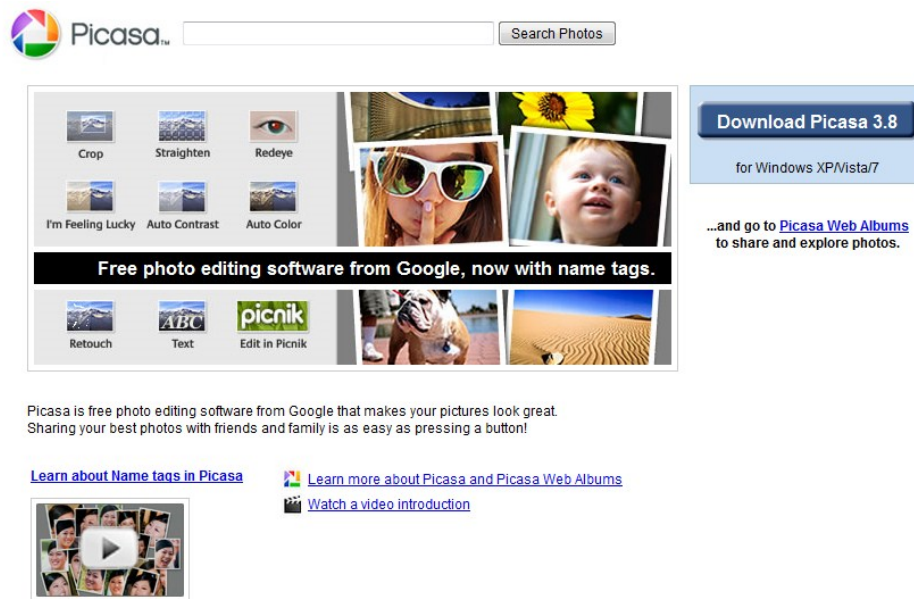 Picasa™
Search Photos
Crop
Straighten
Redeye
I'm Feeling Lucky
Auto Contrast
Auto Color
Free photo editing software from Google, now with name tags.
Retouch
ABC
Text
picnik
Edit in Picnik
Download Picasa 3.8
for Windows XP/Vista/7
...and go to Picasa Web Albums
to share and explore photos.
Picasa is free photo editing software from Google that makes your pictures look great.
Sharing your best photos with friends and family is as easy as pressing a button!
Learn about Name tags in Picasa
Learn more about Picasa and Picasa Web Albums
Watch a video introduction